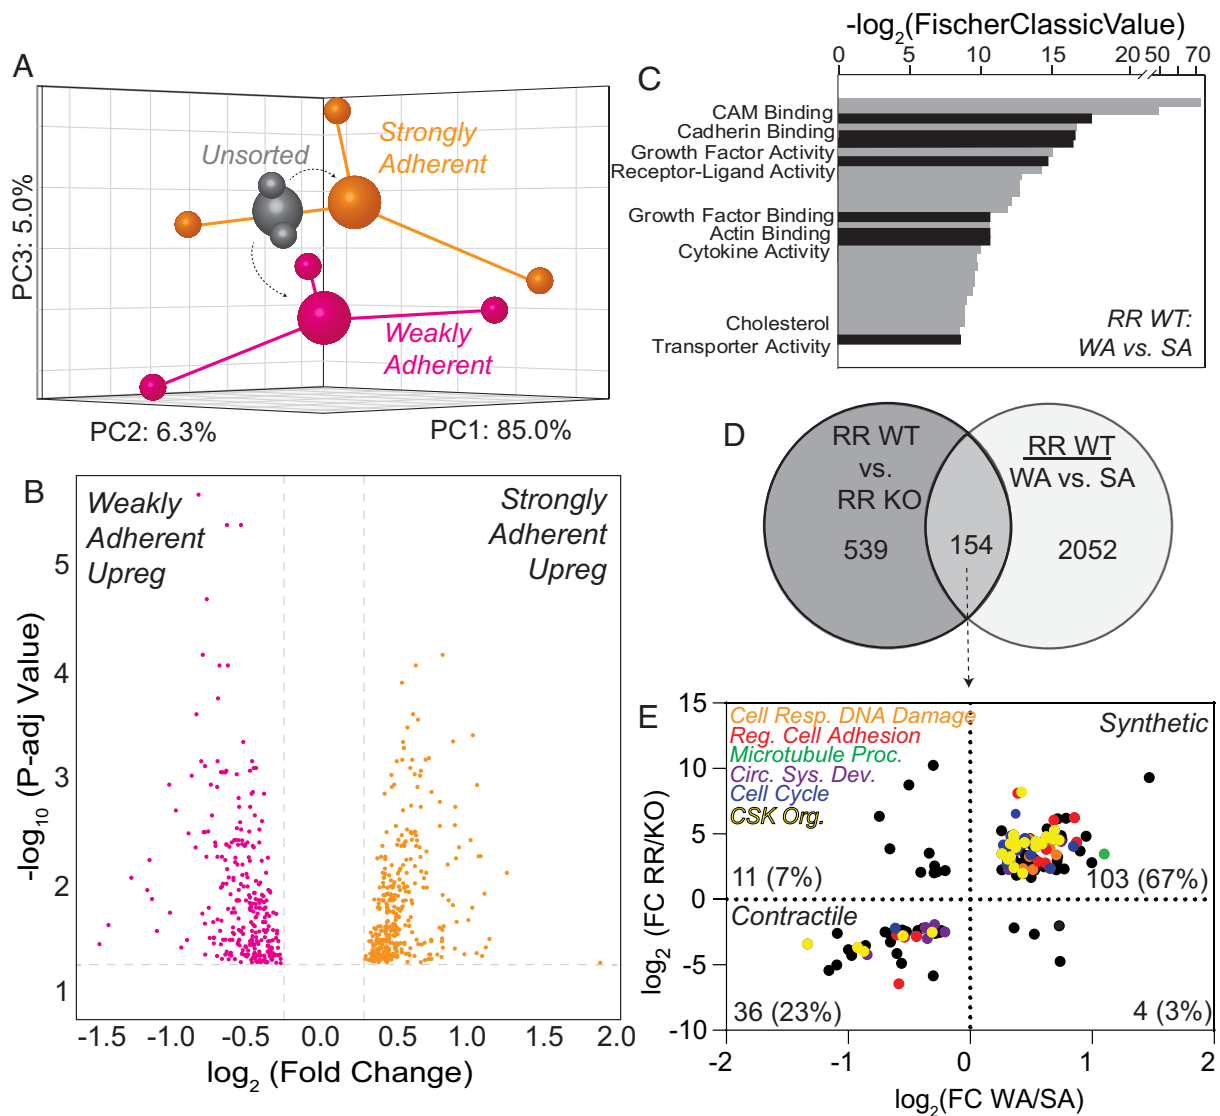 A
Unsorted
Strongly
Adherent
Weakly
Adherent
PC3: 5.0%
PC2: 6.3%
PC1: 85.0%
B
Weakly
Adherent
Upreg
Strongly
Adherent
Upreg
-log10 (P-adj Value)
5
4
3
2
1
-1.5 -1.0 -0.5 0.0 0.5 1.0 1.5 2.0
log2 (Fold Change)
-log2(FischerClassicValue)
0 5 10 15 20 50 70
C
CAM Binding
Cadherin Binding
Growth Factor Activity
Receptor-Ligand Activity
Growth Factor Binding
Actin Binding
Cytokine Activity
Cholesterol
Transporter Activity
RR WT:
WA vs. SA
D
RR WT
vs.
RR KO
539
154
RR WT
WA vs. SA
2052
E
Cell Resp. DNA Damage
Reg. Cell Adhesion
Microtubule Proc.
Circ. Sys. Dev.
Cell Cycle
CSK Org.
Synthetic
11 (7%)
103 (67%)
Contractile
36 (23%)
4 (3%)
log2 (FC RR/KO)
15
10
5
0
-5
-10
-2 -1 0 1 2
log2(FC WA/SA)